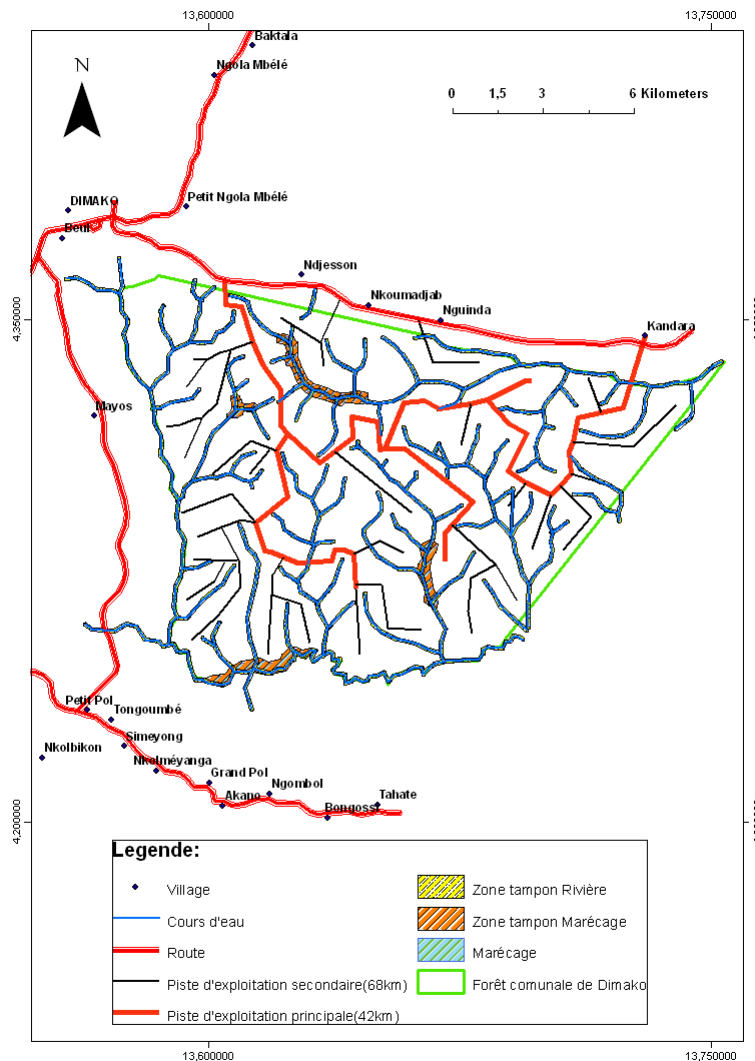 13,600000
13,750000
Baktala
N
Ngola Mbélé
0 1,5 3 6 Kilometers
DIMAKO
Petit Ngola Mbélé
Beul
Ndjesson
Nkoumadjab
Nguinda
Kandara
4,350000
Mayos
Petit Pol
Tongoumbé
Simeyong
Nkolbikon
Nkolméyanga
Grand Pol
Akano
Ngombol
Tahate
Bongossi
4,200000
Legende:
Village
Cours d'eau
Route
Piste d'exploitation secondaire(68km)
Piste d'exploitation principale(42km)
Zone tampon Rivière
Zone tampon Marécage
Marécage
Forêt comunale de Dimako
13,600000
13,750000